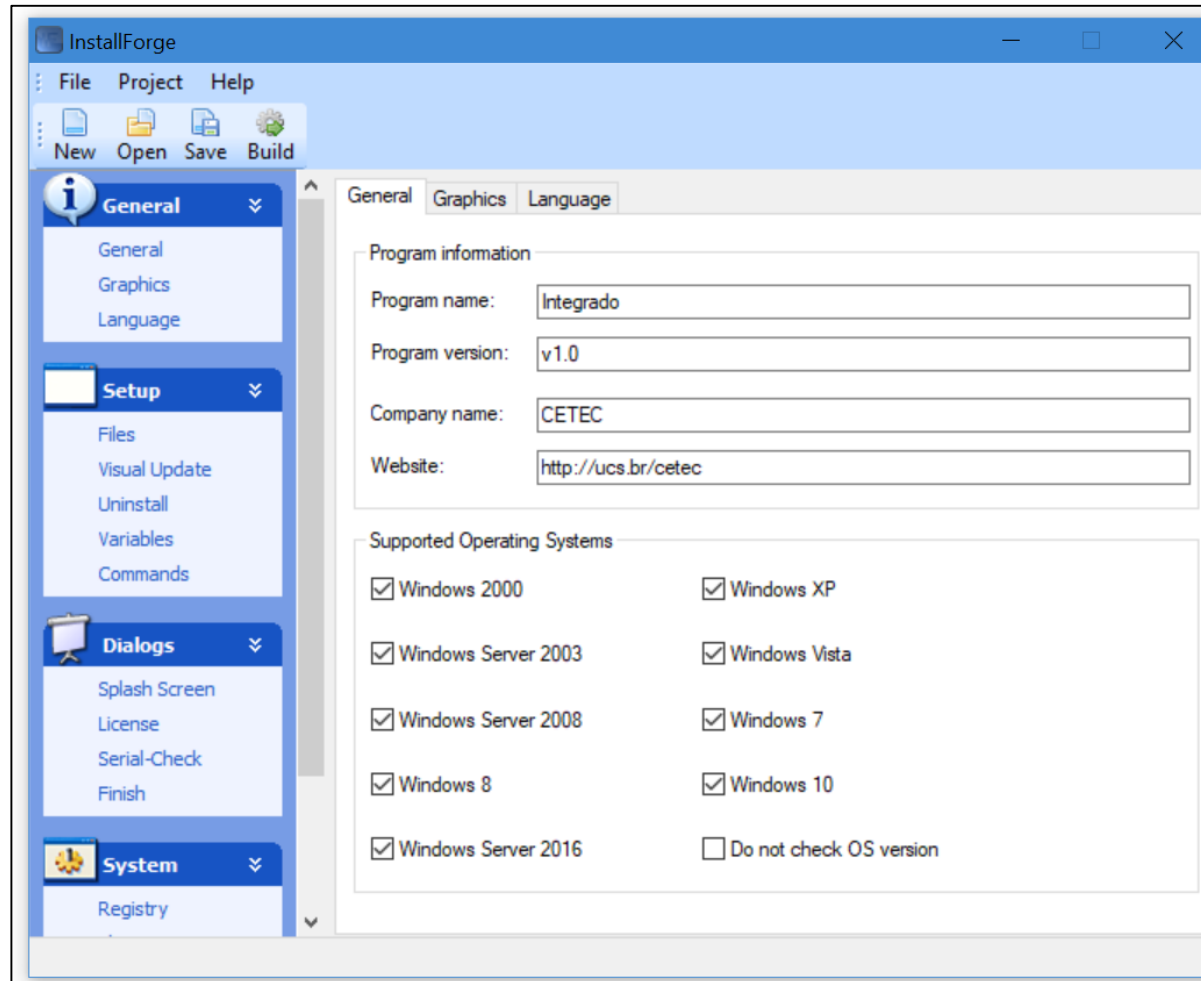 InstallForge
File Project Help
New Open Save Build
General
General
Graphics
Language
Setup
Files
Visual Update
Uninstall
Variables
Commands
Dialogs
Splash Screen
License
Serial-Check
Finish
System
Registry
General Graphics Language
Program information
Program name: Integrado
Program version: v1.0
Company name: CETEC
Website: http://ucs.br/cetec
Supported Operating Systems
Windows 2000 Windows XP
Windows Server 2003 Windows Vista
Windows Server 2008 Windows 7
Windows 8 Windows 10
Windows Server 2016 Do not check OS version